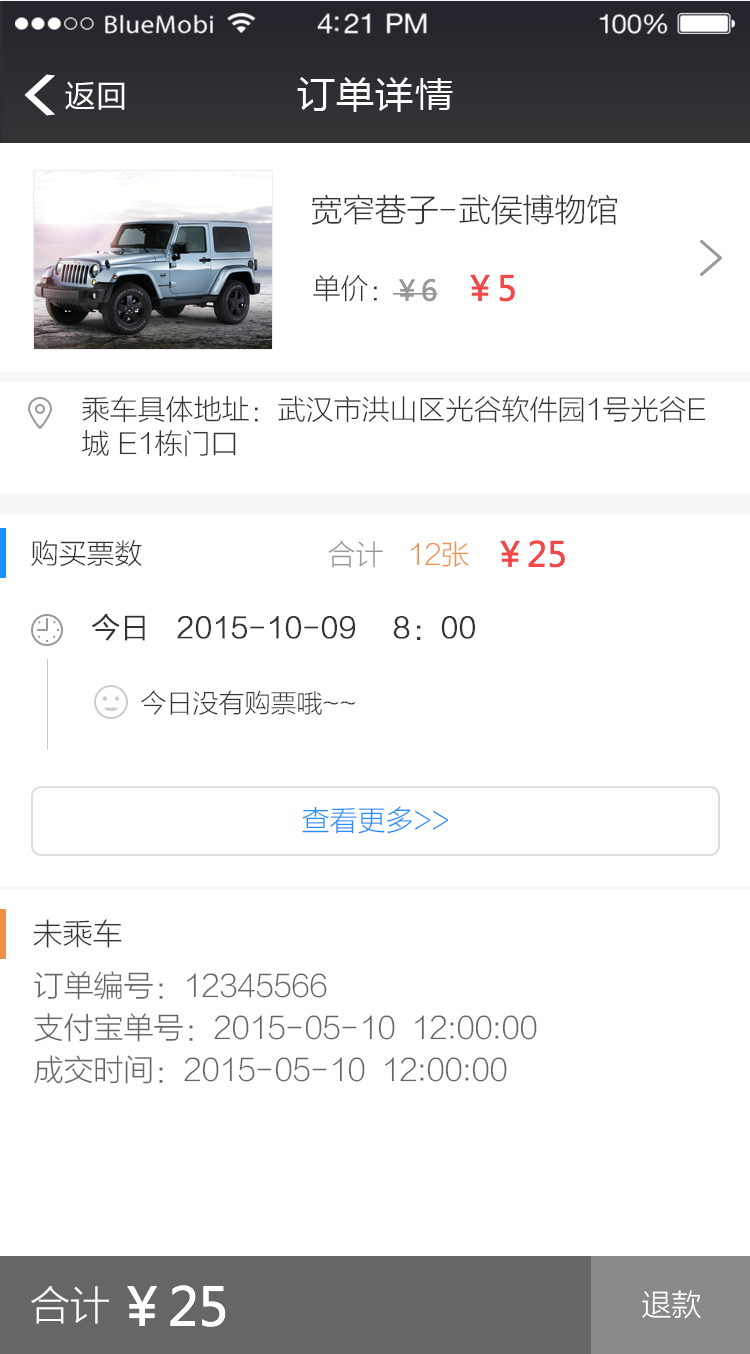 BlueMobi 4:21 PM 100%
返回 订单详情
宽窄巷子-武侯博物馆
单价：￥6 ￥5
乘车具体地址：武汉市洪山区光谷软件园1号光谷E
城 E1栋门口
购买票数 合计 12张 ￥25
今日 2015-10-09 8：00
今日没有购票哦~~
查看更多>>
未乘车
订单编号：12345566
支付宝单号：2015-05-10 12:00:00
成交时间：2015-05-10 12:00:00
合计 ￥25 退款